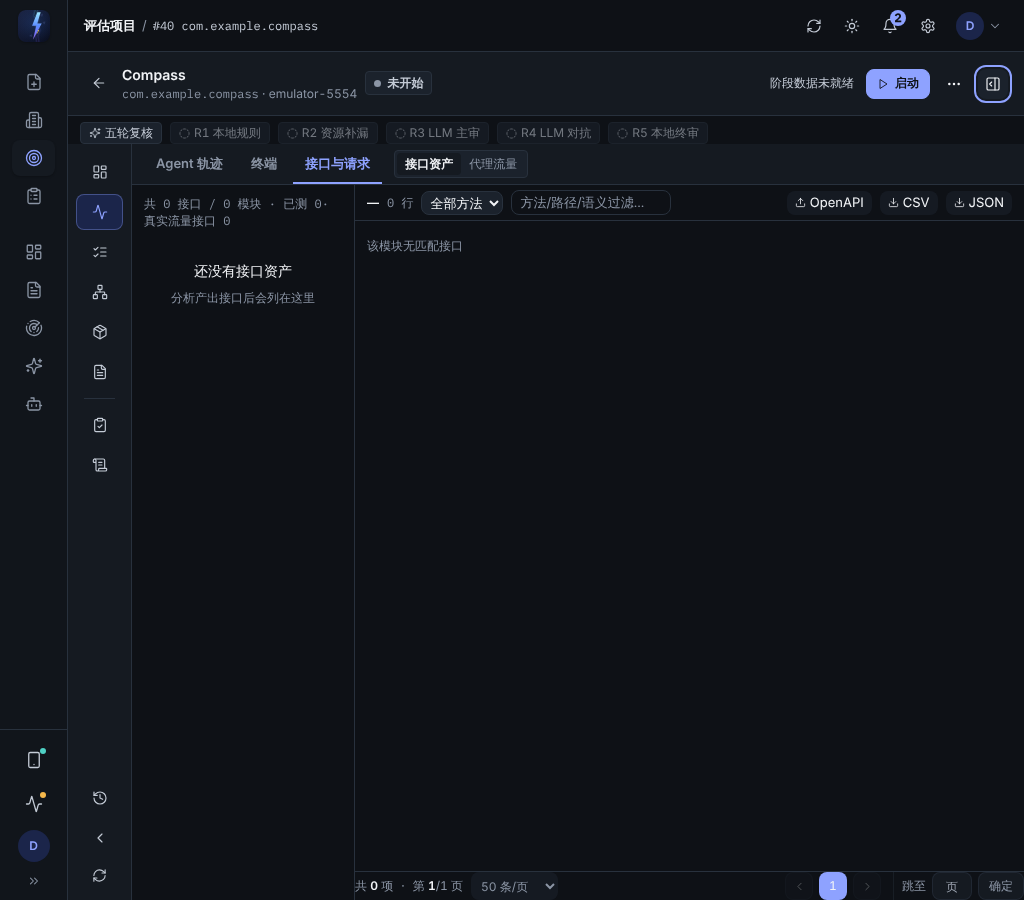 评估项目 / #40 com.example.compass
2
D
Compass
com.example.compass · emulator-5554
未开始
阶段数据未就绪
启动
五轮复核
R1 本地规则
R2 资源补漏
R3 LLM 主审
R4 LLM 对抗
R5 本地终审
Agent 轨迹
终端
接口与请求
接口资产
代理流量
共 0 接口 / 0 模块 · 已测 0·
真实流量接口 0
还没有接口资产
分析产出接口后会列在这里
— 0 行
全部方法
方法/路径/语义过滤...
OpenAPI
CSV
JSON
该模块无匹配接口
D
共 0 项 · 第 1/1 页
50 条/页
1
跳至
页
确定